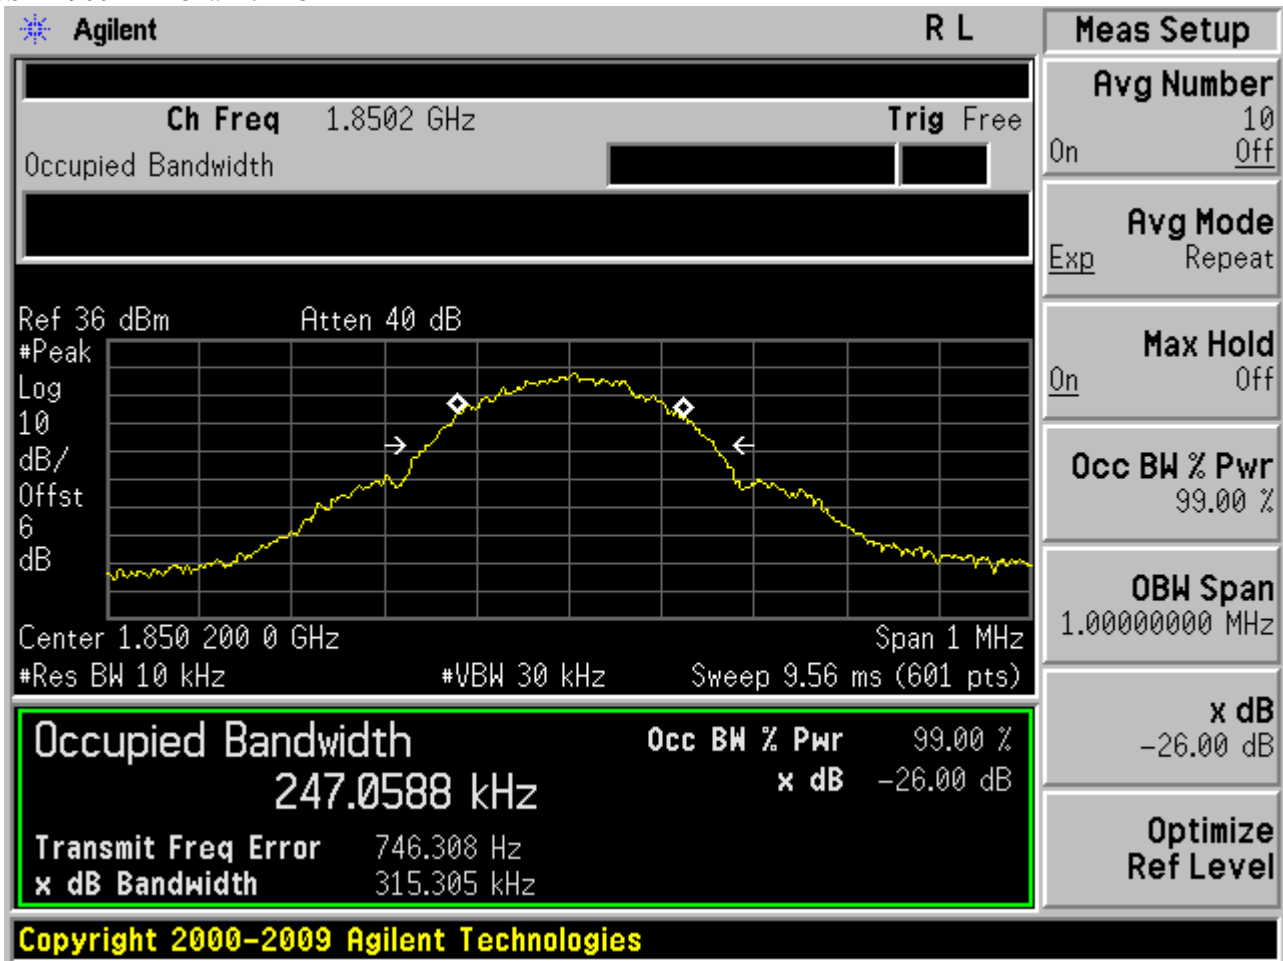 Agilent R L
Ch Freq 1.8502 GHz Trig Free
Occupied Bandwidth
Ref 36 dBm Atten 40 dB
#Peak
Log
10
dB/
Offst
6
dB
Center 1.850 200 0 GHz Span 1 MHz
#Res BW 10 kHz #VBW 30 kHz Sweep 9.56 ms (601 pts)
Occupied Bandwidth
247.0588 kHz
Occ BW % Pwr 99.00 %
x dB -26.00 dB
Transmit Freq Error 746.308 Hz
x dB Bandwidth 315.305 kHz
Copyright 2000-2009 Agilent Technologies
Meas Setup
Avg Number
10
On Off
Avg Mode
Exp Repeat
Max Hold
On Off
Occ BW % Pwr
99.00 %
OBW Span
1.00000000 MHz
x dB
-26.00 dB
Optimize
Ref Level